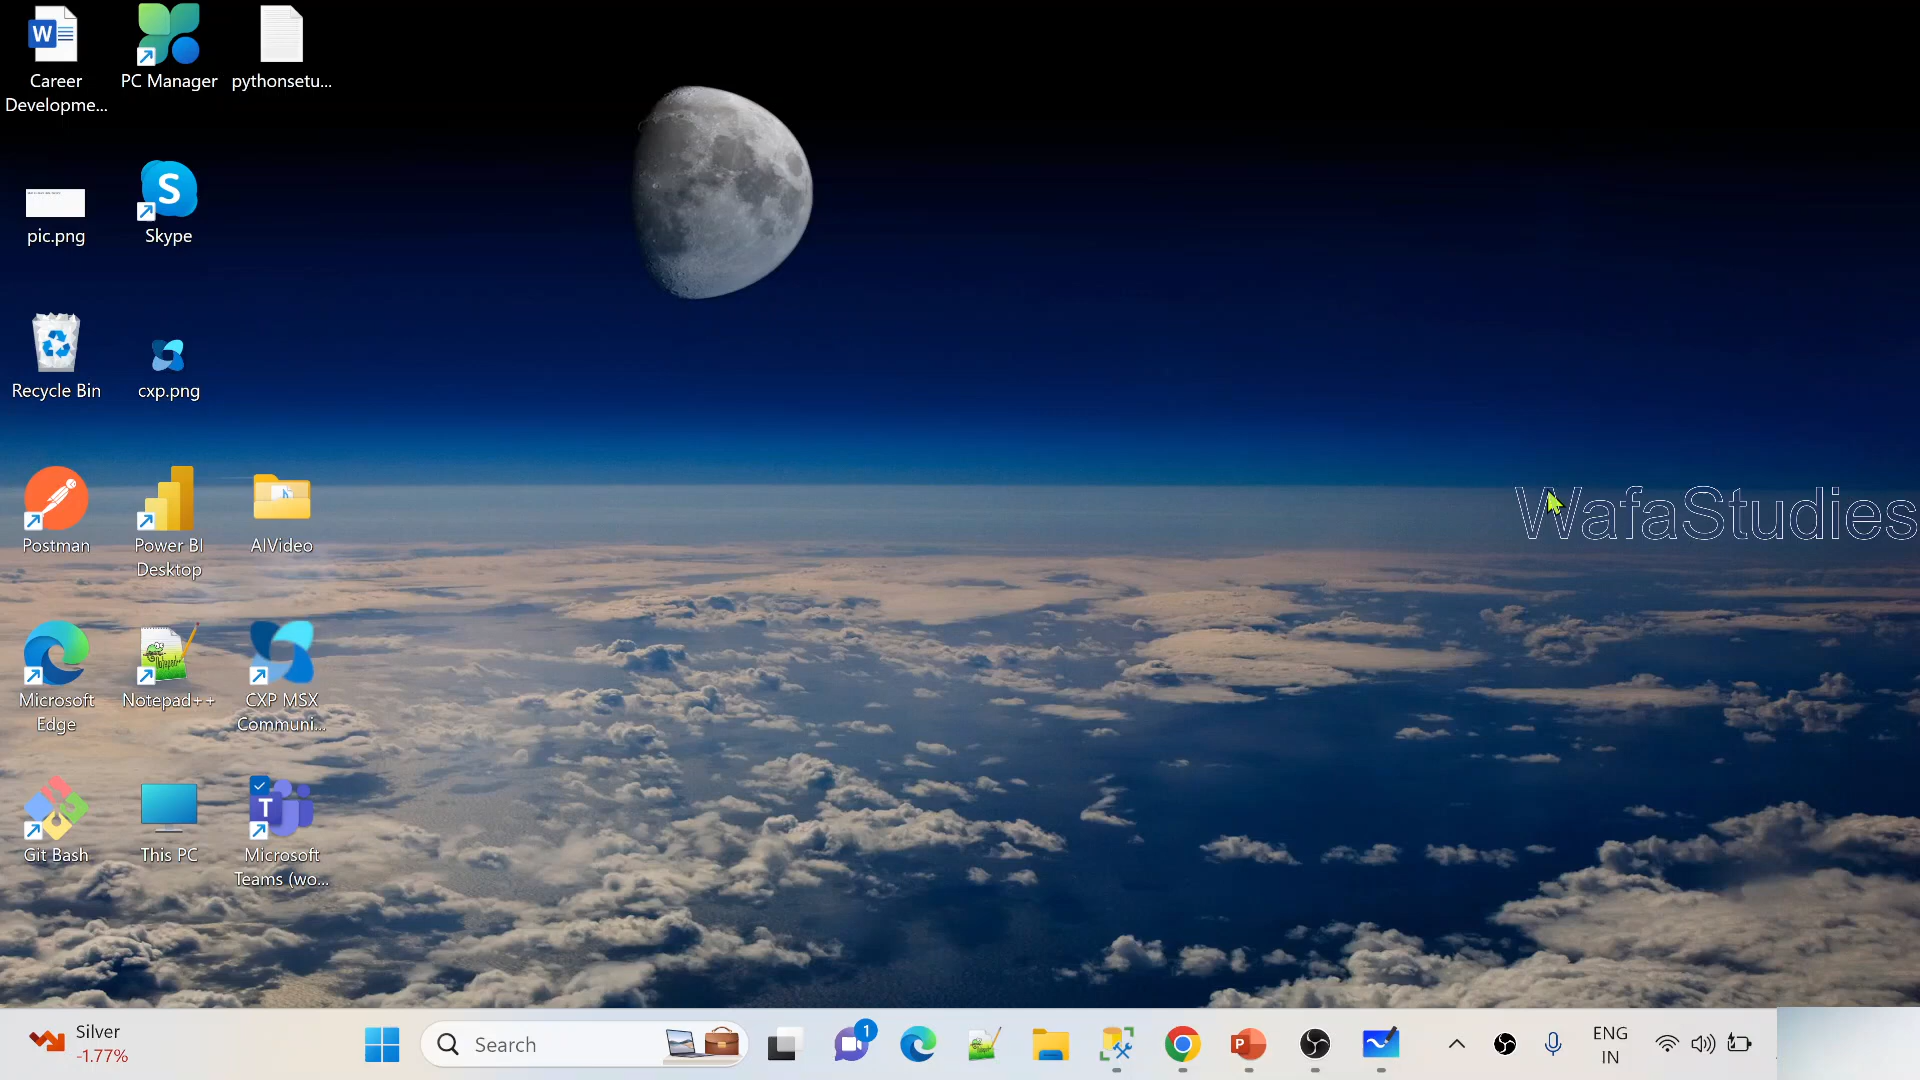 Career
Developme...
PC Manager
pythonsetu...
pic.png
Skype
Recycle Bin
cxp.png
Postman
Power BI
Desktop
AIVideo
Microsoft
Edge
Notepad++
CXP MSX
Communi...
Git Bash
This PC
Microsoft
Teams (wo...
WafaStudies
Silver
-1.77%
Search
1
ENG
IN